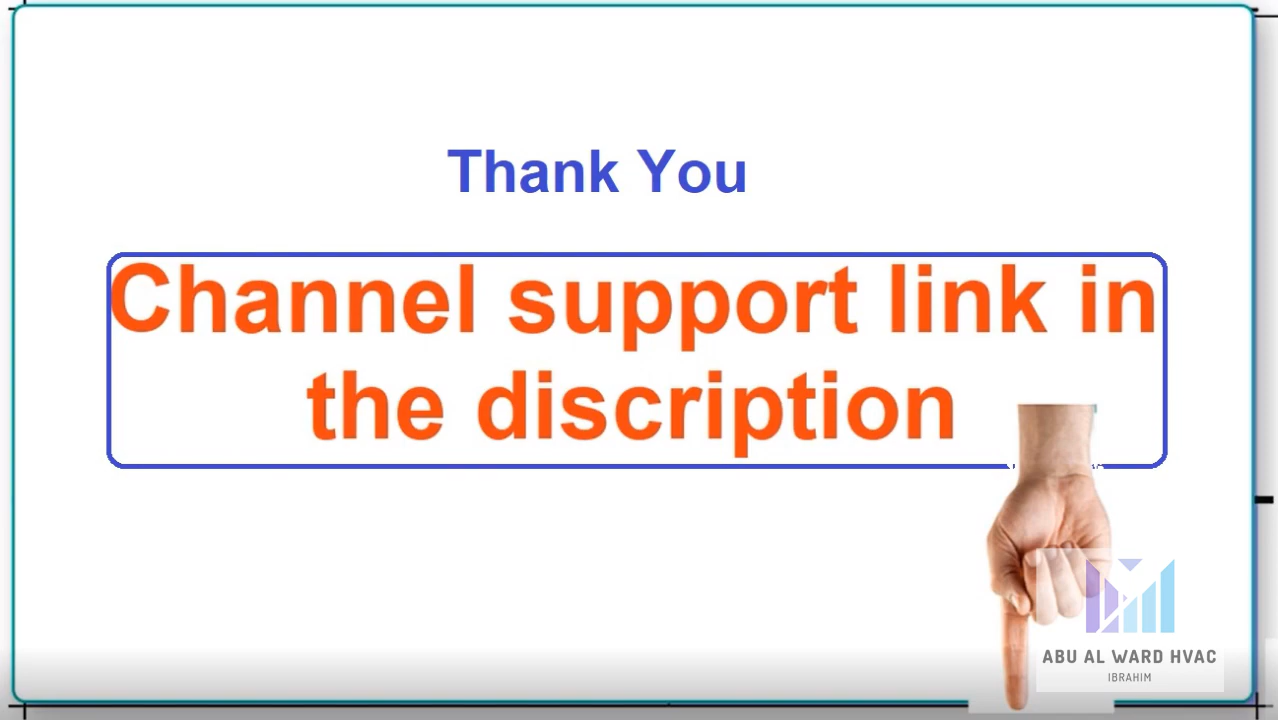 Thank You
Channel support link in
the discription
ABU AL WARD HVAC
IBRAHIM